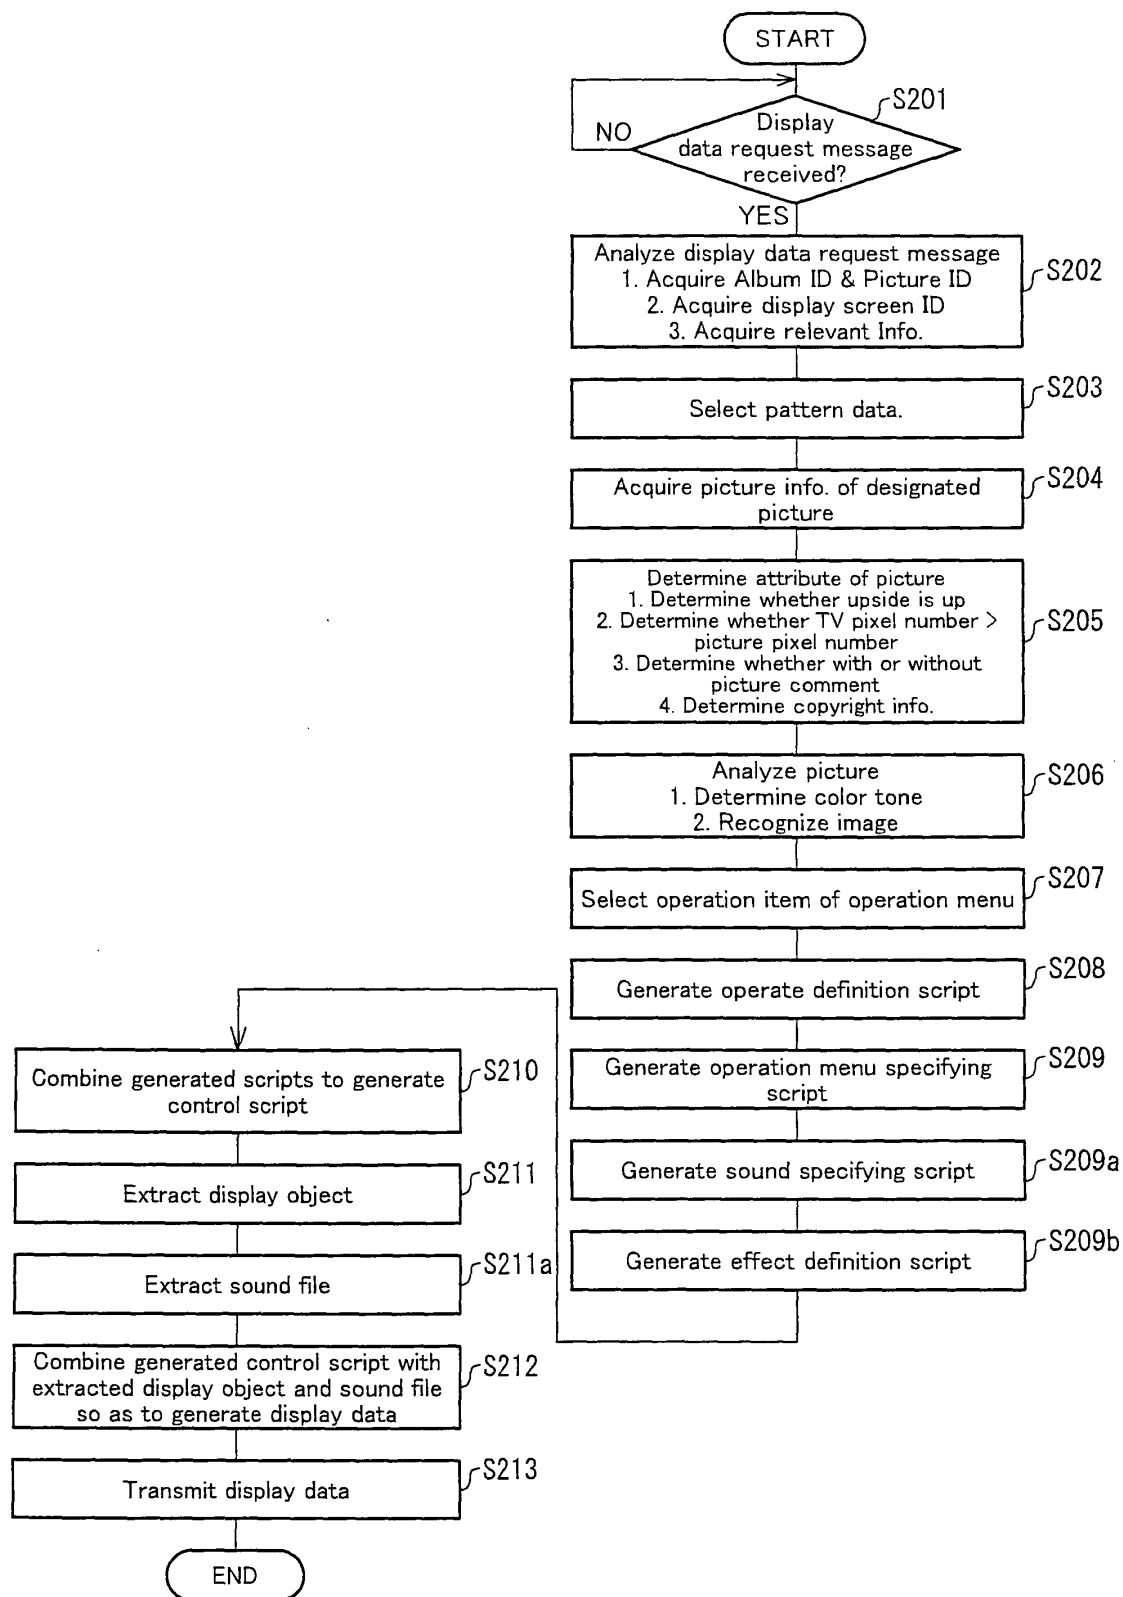 START
S201
Display
data request message
received?
NO
YES
Analyze display data request message
1. Acquire Album ID & Picture ID
2. Acquire display screen ID
3. Acquire relevant Info.
S202
Select pattern data.
S203
Acquire picture info. of designated
picture
S204
Determine attribute of picture
1. Determine whether upside is up
2. Determine whether TV pixel number >
picture pixel number
3. Determine whether with or without
picture comment
4. Determine copyright info.
S205
Analyze picture
1. Determine color tone
2. Recognize image
S206
Select operation item of operation menu
S207
Generate operate definition script
S208
Generate operation menu specifying
script
S209
Generate sound specifying script
S209a
Generate effect definition script
S209b
Combine generated scripts to generate
control script
S210
Extract display object
S211
Extract sound file
S211a
Combine generated control script with
extracted display object and sound file
so as to generate display data
S212
Transmit display data
S213
END